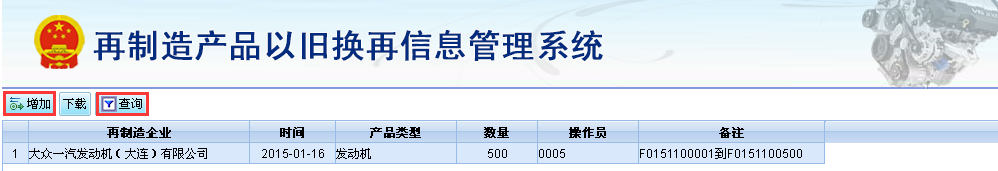 再制造产品以旧换再信息管理系统
增加 下载 查询
再制造企业 时间 产品类型 数量 操作员 备注
1 大众一汽发动机（大连）有限公司 2015-01-16 发动机 500 0005 F0151100001到F0151100500